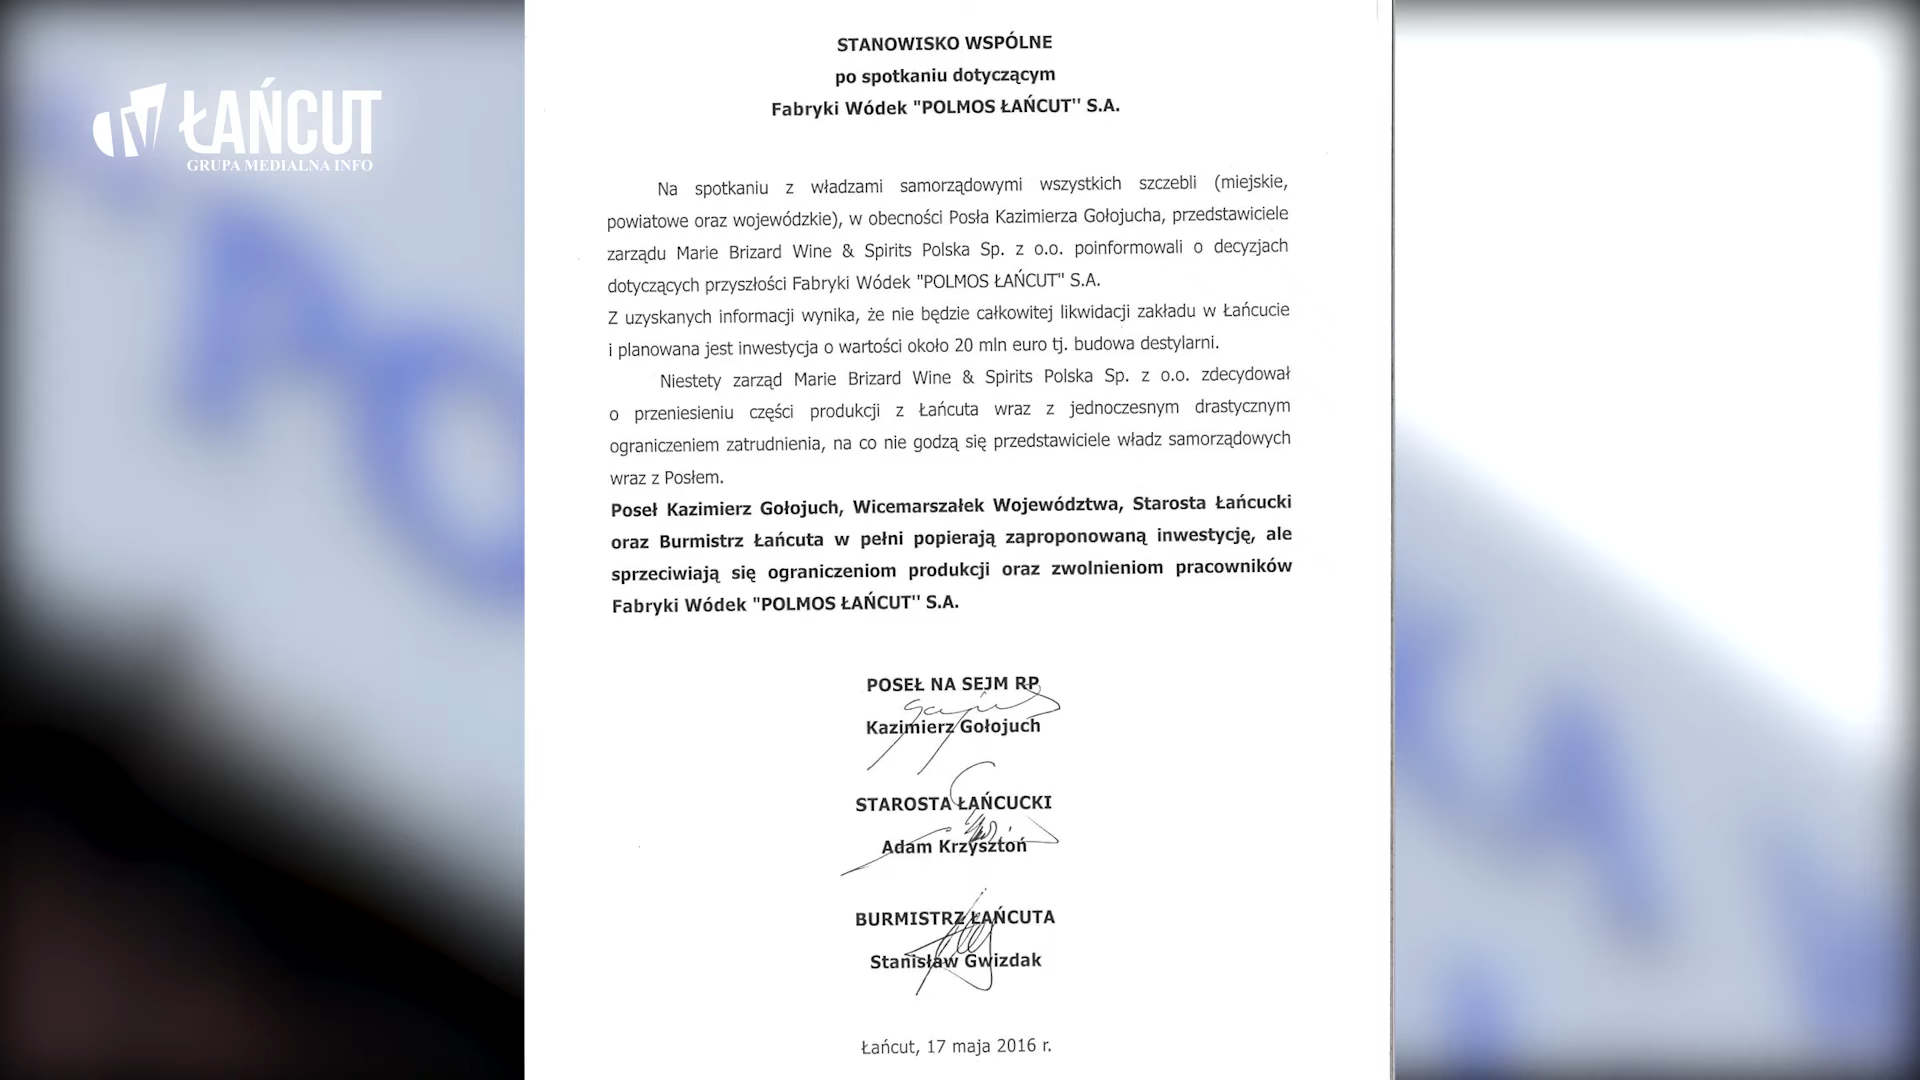 ŁAŃCUT
GRUPA MEDIALNA INFO
STANOWISKO WSPÓLNE
po spotkaniu dotyczącym
Fabryki Wódek "POLMOS ŁAŃCUT" S.A.
Na spotkaniu z władzami samorządowymi wszystkich szczebli (miejskie,
powiatowe oraz wojewódzkie), w obecności Posła Kazimierza Gołojucha, przedstawiciele
zarządu Marie Brizard Wine & Spirits Polska Sp. z o.o. poinformowali o decyzjach
dotyczących przyszłości Fabryki Wódek "POLMOS ŁAŃCUT" S.A.
Z uzyskanych informacji wynika, że nie będzie całkowitej likwidacji zakładu w Łańcucie
i planowana jest inwestycja o wartości około 20 mln euro tj. budowa destylarni.
Niestety zarząd Marie Brizard Wine & Spirits Polska Sp. z o.o. zdecydował
o przeniesieniu części produkcji z Łańcuta wraz z jednoczesnym drastycznym
ograniczeniem zatrudnienia, na co nie godzą się przedstawiciele władz samorządowych
wraz z Posłem.
Poseł Kazimierz Gołojuch, Wicemarszałek Województwa, Starosta Łańcucki
oraz Burmistrz Łańcuta w pełni popierają zaproponowaną inwestycję, ale
sprzeciwiają się ograniczeniom produkcji oraz zwolnieniom pracowników
Fabryki Wódek "POLMOS ŁAŃCUT" S.A.
POSEŁ NA SEJM RP
Kazimierz Gołojuch
STAROSTA ŁAŃCUCKI
Adam Krzysztoń
BURMISTRZ ŁAŃCUTA
Stanisław Gwizdak
Łańcut, 17 maja 2016 r.